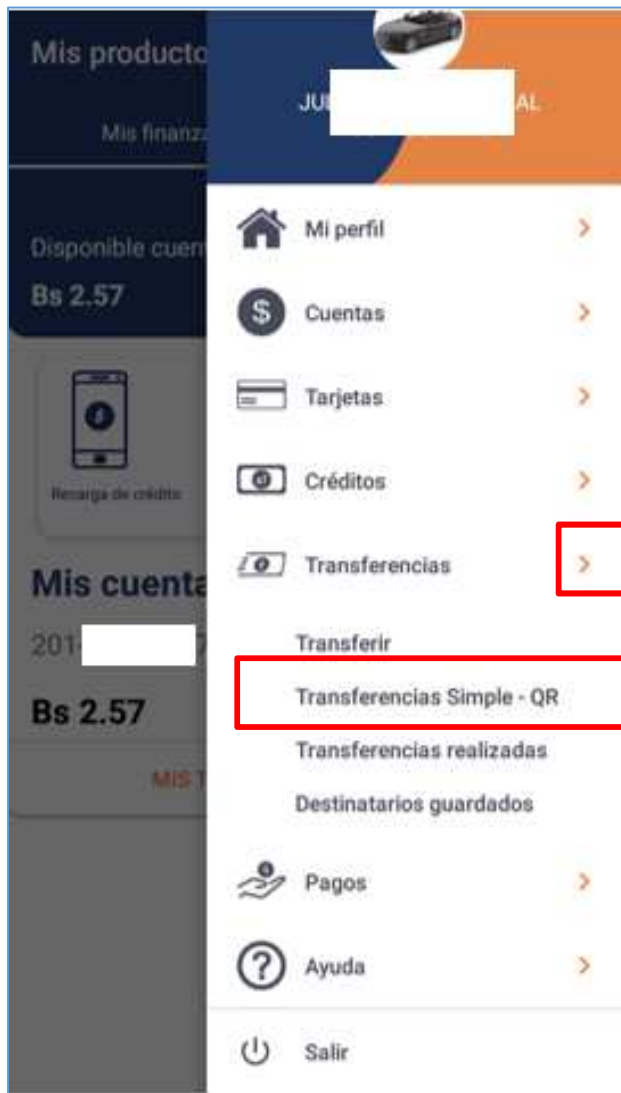 Mis producto
JU
AL
Mis finanza
Mi perfil
Disponible cuen
Bs 2.57
Cuentas
Tarjetas
Recarga de crédito
Créditos
Transferencias
Mis cuenta
201-
Transferir
Transferencias Simple - QR
Bs 2.57
Transferencias realizadas
MIS T
Destinatarios guardados
Pagos
Ayuda
Salir